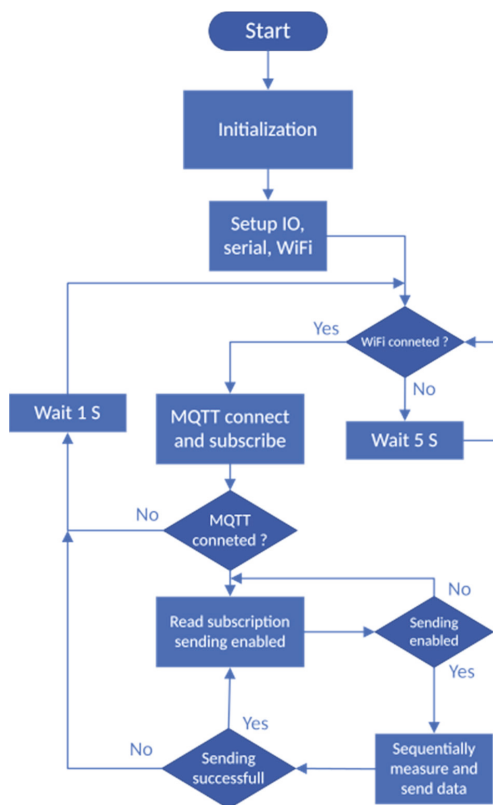 Start
Initialization
Setup IO,
serial, WiFi
Yes
WiFi conneted ?
No
Wait 1 S
MQTT connect
and subscribe
Wait 5 S
No
MQTT
conneted ?
No
Read subscription
sending enabled
Sending
enabled
Yes
Yes
No
Sending
successfull
Sequentially
measure and
send data